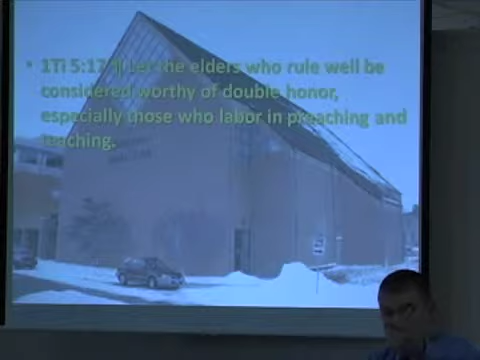 • 1Ti 5:17 ¶ Let the elders who rule well be
considered worthy of double honor,
especially those who labor in preaching and
teaching.